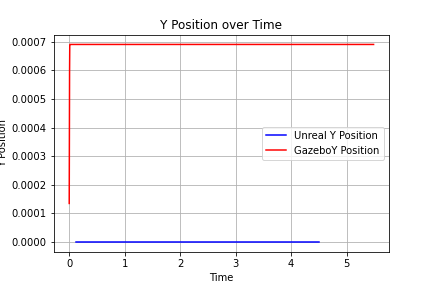 Y Position over Time
0.0007
0.0006
0.0005
0.0004
0.0003
0.0002
0.0001
0.0000
Y Position
Unreal Y Position
GazeboY Position
0 1 2 3 4 5
Time